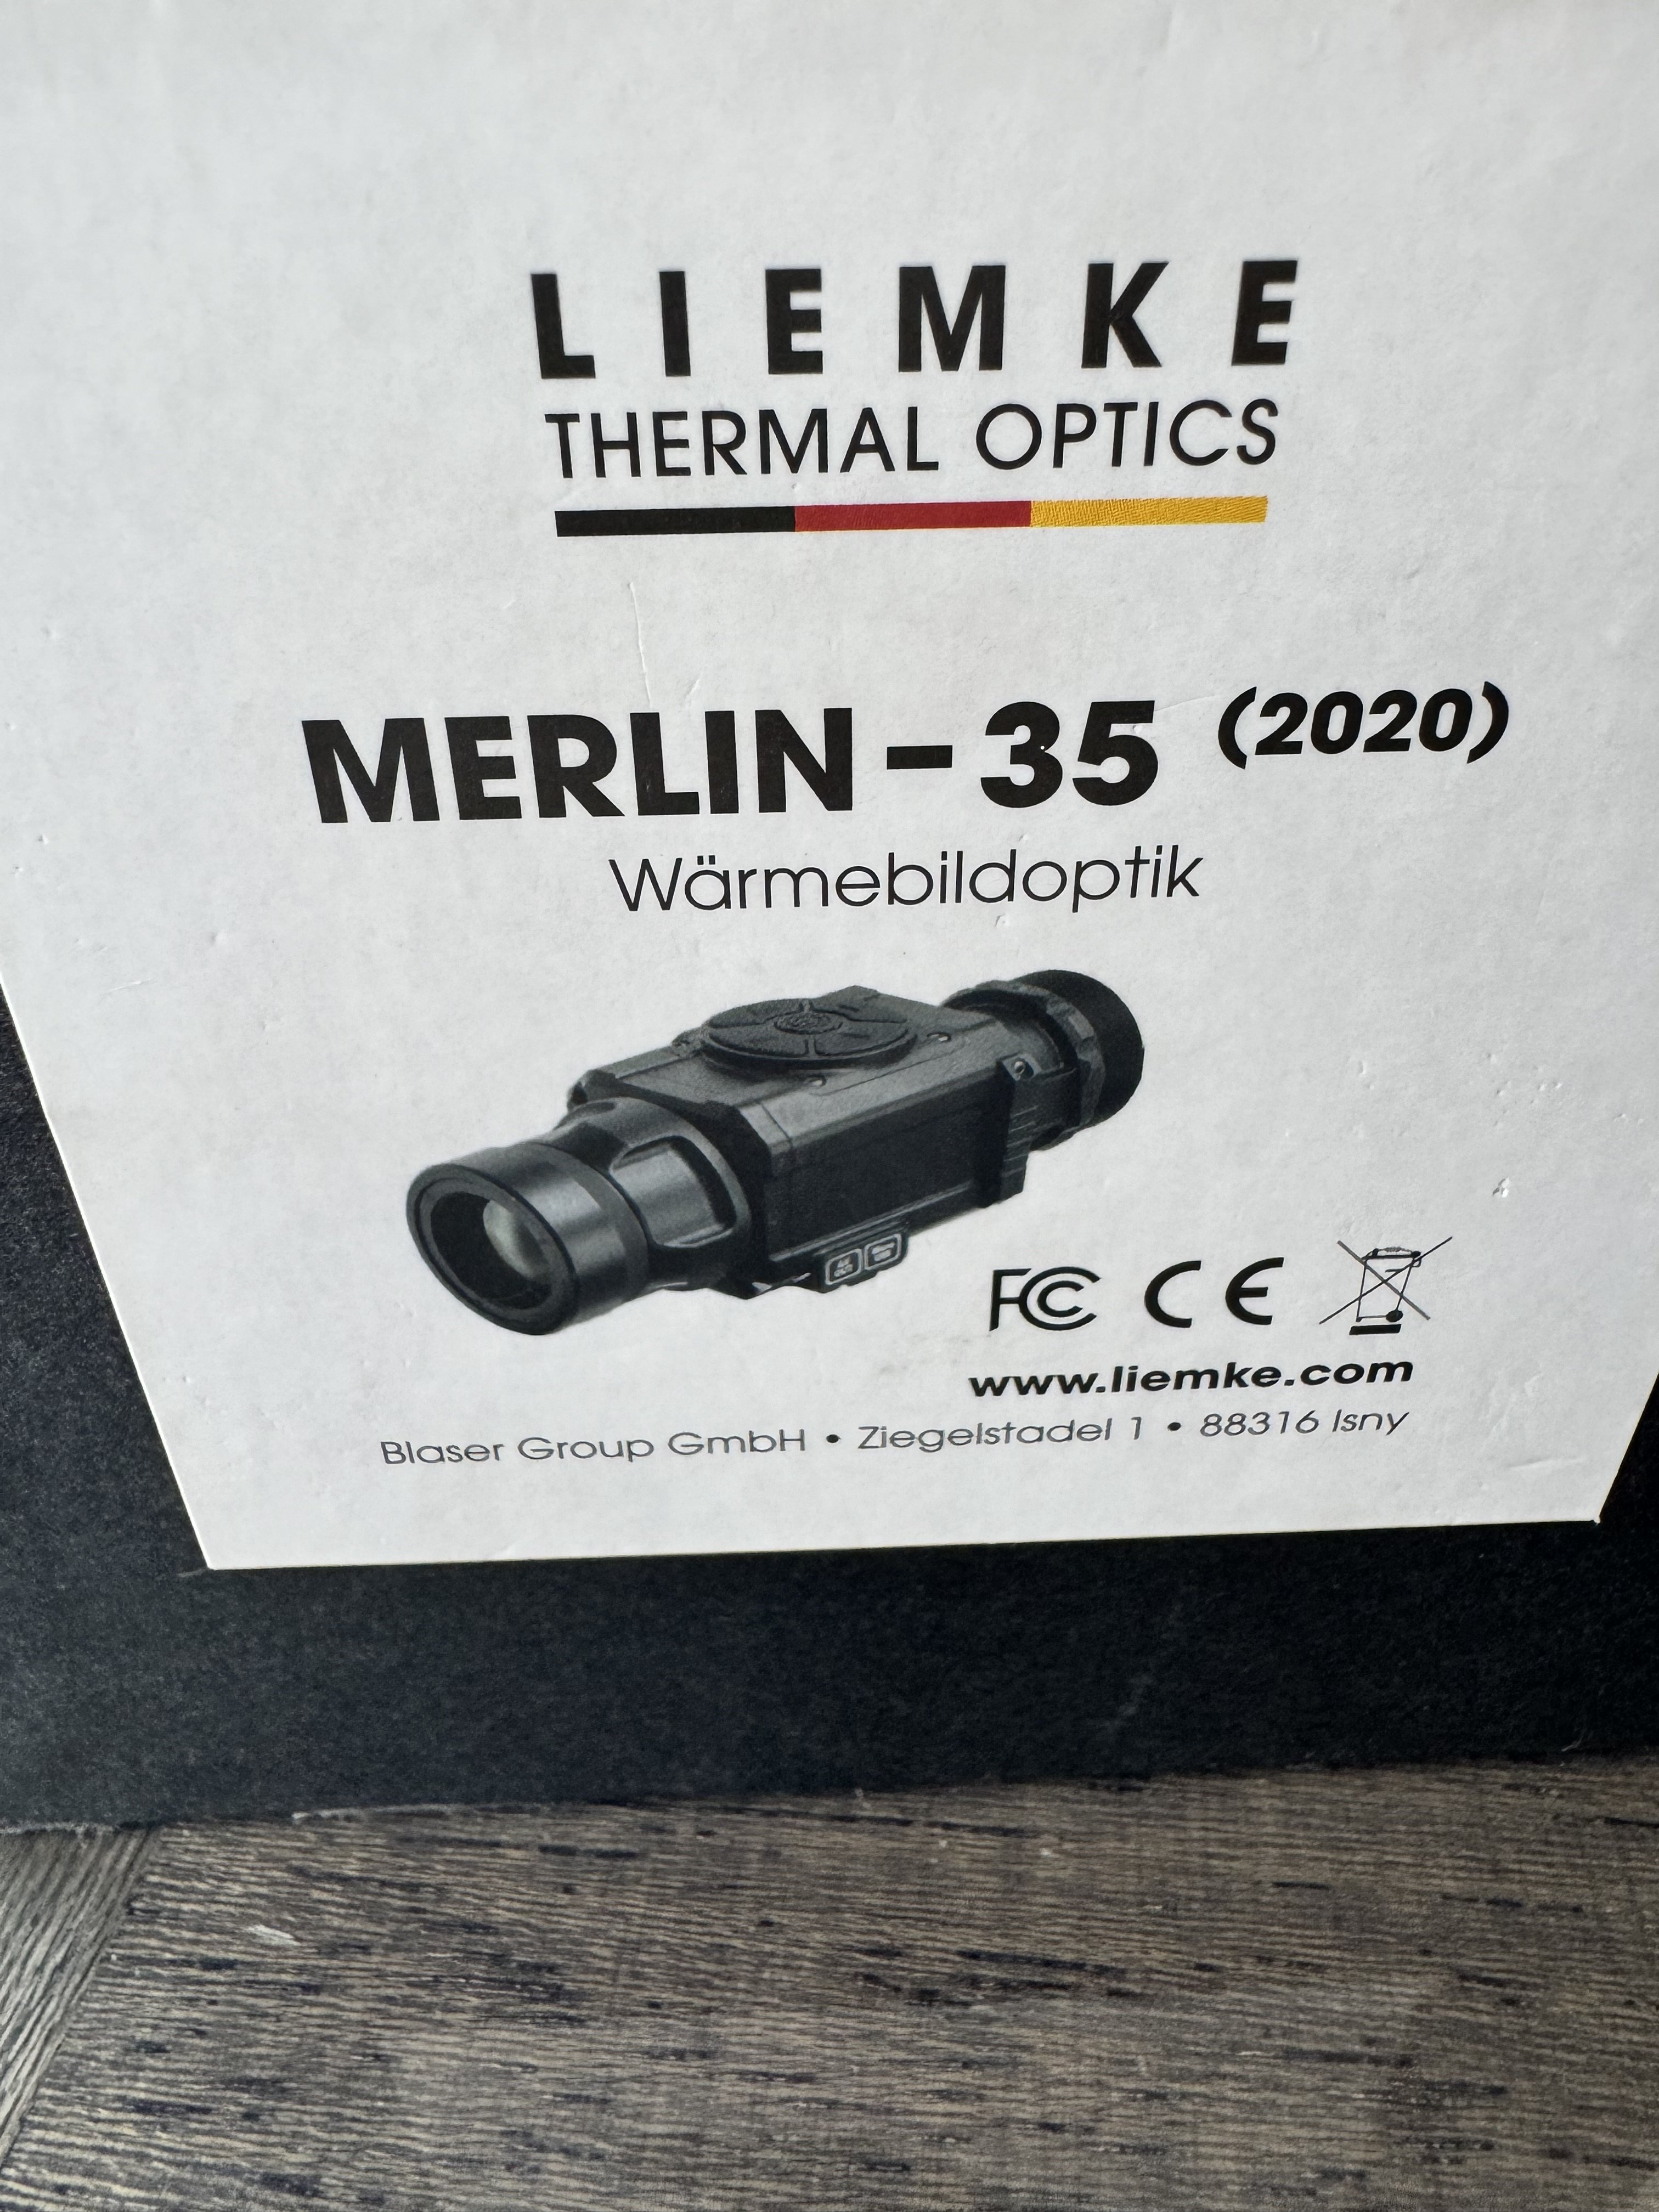 LIEMKE
THERMAL OPTICS
MERLIN - 35 (2020)
Wärmebildoptik
FC CE
www.liemke.com
Blaser Group GmbH • Ziegelstadel 1 • 88316 Isny